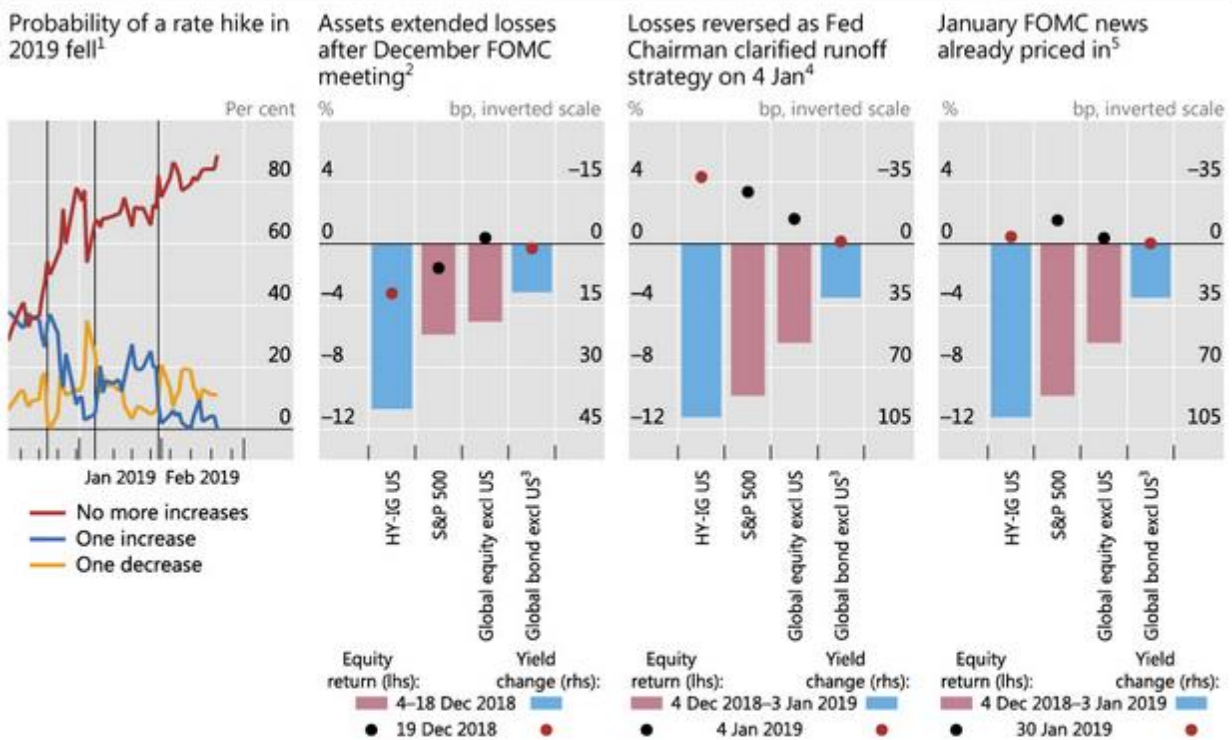 Probability of a rate hike in
2019 fell¹
Per cent
80
60
40
20
0
Jan 2019 Feb 2019
No more increases
One increase
One decrease
Assets extended losses
after December FOMC
meeting²
% bp, inverted scale
4 –15
0 0
–4 15
–8 30
–12 45
HY-IG US
S&P 500
Global equity excl US
Global bond excl US³
Equity Yield
return (lhs): change (rhs):
4–18 Dec 2018
19 Dec 2018
Losses reversed as Fed
Chairman clarified runoff
strategy on 4 Jan⁴
% bp, inverted scale
4 –35
0 0
–4 35
–8 70
–12 105
HY-IG US
S&P 500
Global equity excl US
Global bond excl US³
Equity Yield
return (lhs): change (rhs):
4 Dec 2018–3 Jan 2019
4 Jan 2019
January FOMC news
already priced in⁵
% bp, inverted scale
4 –35
0 0
–4 35
–8 70
–12 105
HY-IG US
S&P 500
Global equity excl US
Global bond excl US³
Equity Yield
return (lhs): change (rhs):
4 Dec 2018–3 Jan 2019
30 Jan 2019